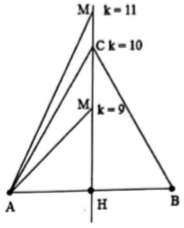 M k = 11
C k = 10
M k = 9
A H B